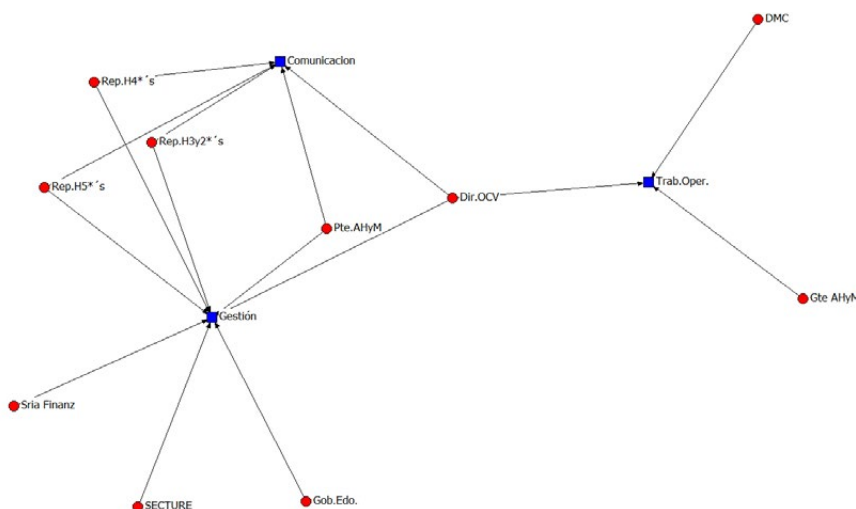 DMC
Comunicacion
Rep.H4*´s
Rep.H3y2*´s
Trab.Oper.
Rep.H5*´s
Dir.OCV
Pte.AHyM
Gte AHyM
Gestión
Sria Finanz
Gob.Edo.
SECTURE